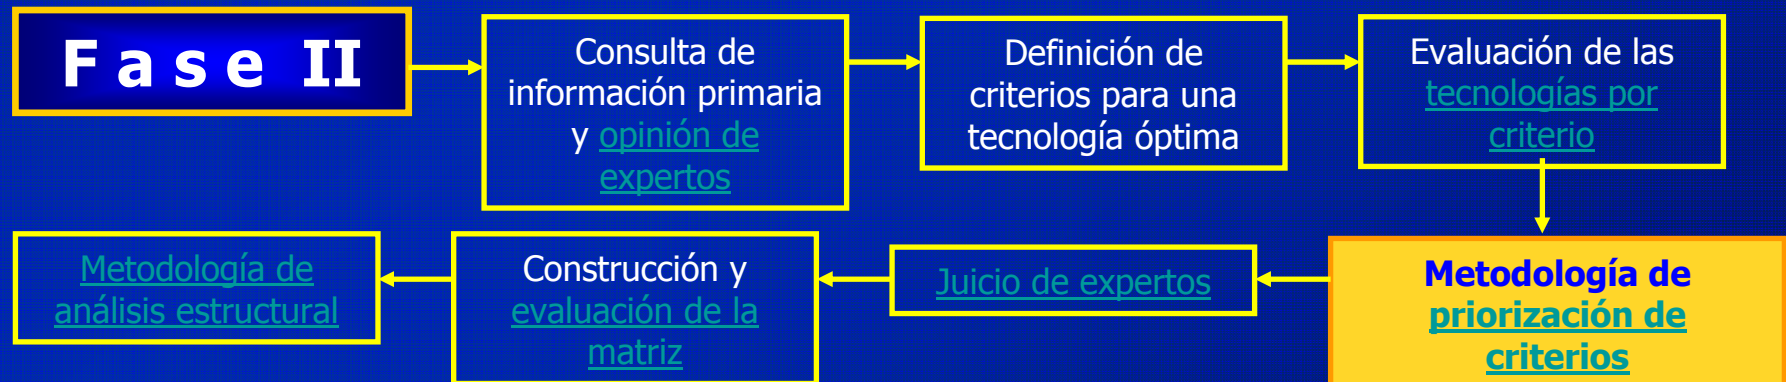 Fase II
Consulta de
información primaria
y opinión de
expertos
Definición de
criterios para una
tecnología óptima
Evaluación de las
tecnologías por
criterio
Metodología de
priorización de
criterios
Juicio de expertos
Construcción y
evaluación de la
matriz
Metodología de
análisis estructural